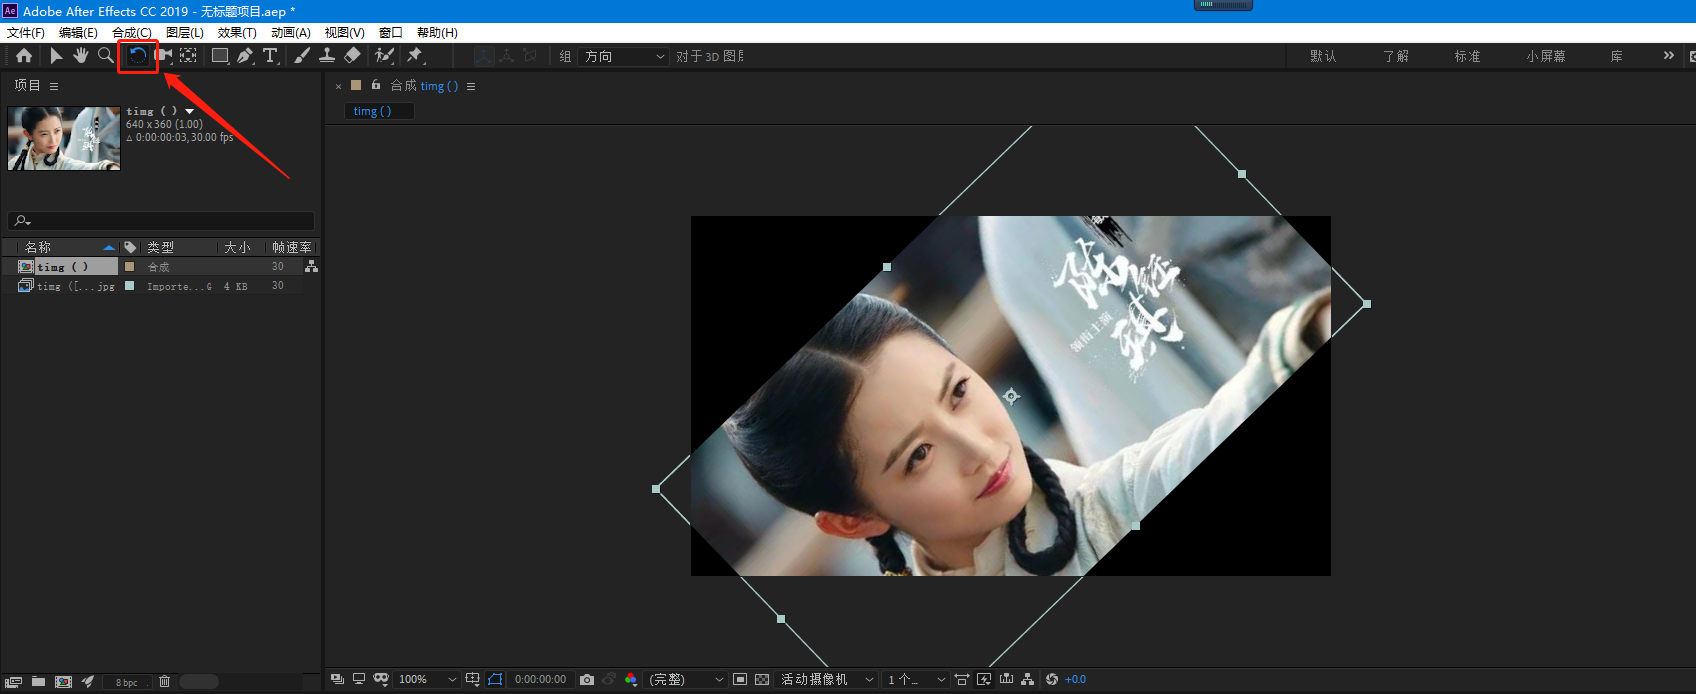 Adobe After Effects CC 2019 - 无标题项目.aep *
文件(F) 编辑(E) 合成(C) 图层(L) 效果(T) 动画(A) 视图(V) 窗口 帮助(H)
组 方向 对于 3D 图
默认 了解 标准 小屏幕 库
项目
timg ( )
640 x 360 (1.00)
△ 0:00:00:03, 30.00 fps
合成 timg ( )
timg ( )
名称 类型 大小 帧速率
timg ( ) 合成 30
timg ([...jpg Importe...G 4 KB 30
领衔主演
8 bpc
100% 0:00:00:00 (完整) 活动摄像机 1 个... +0.0